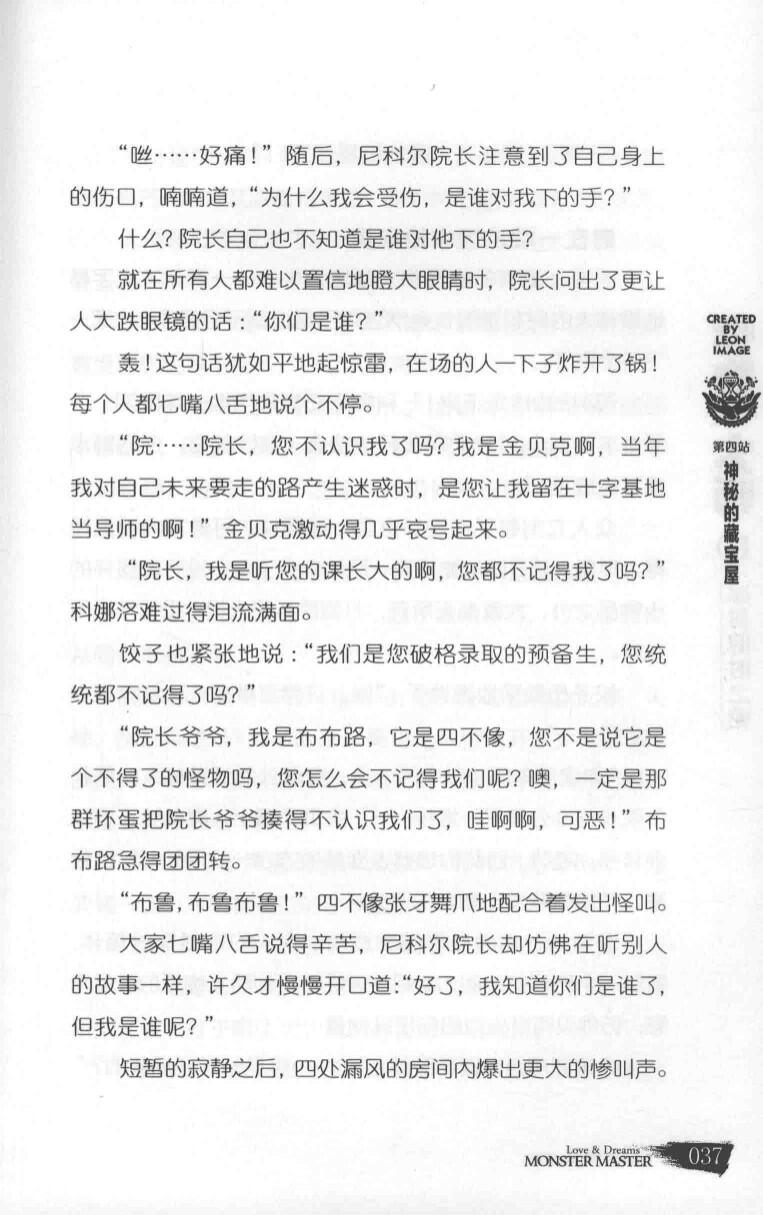 “咝……好痛！”随后，尼科尔院长注意到了自己身上
的伤口，喃喃道，“为什么我会受伤，是谁对我下的手？”
什么？院长自己也不知道是谁对他下的手？
就在所有人都难以置信地瞪大眼睛时，院长问出了更让
人大跌眼镜的话：“你们是谁？”
轰！这句话犹如平地起惊雷，在场的人一下子炸开了锅！
每个人都七嘴八舌地说个不停。
“院……院长，您不认识我了吗？我是金贝克啊，当年
我对自己未来要走的路产生迷惑时，是您让我留在十字基地
当导师的啊！”金贝克激动得几乎哀号起来。
“院长，我是听您的课长大的啊，您都不记得我了吗？”
科娜洛难过得泪流满面。
饺子也紧张地说：“我们是您破格录取的预备生，您统
统都不记得了吗？”
“院长爷爷，我是布布路，它是四不像，您不是说它是
个不得了的怪物吗，您怎么会不记得我们呢？噢，一定是那
群坏蛋把院长爷爷揍得不认识我们了，哇啊啊，可恶！”布
布路急得团团转。
“布鲁，布鲁布鲁！”四不像张牙舞爪地配合着发出怪叫。
大家七嘴八舌说得辛苦，尼科尔院长却仿佛在听别人
的故事一样，许久才慢慢开口道：“好了，我知道你们是谁了，
但我是谁呢？”
短暂的寂静之后，四处漏风的房间内爆出更大的惨叫声。
CREATED
BY
LEON
IMAGE
第四站
神秘的藏宝屋
Love & Dreams
MONSTER MASTER
037